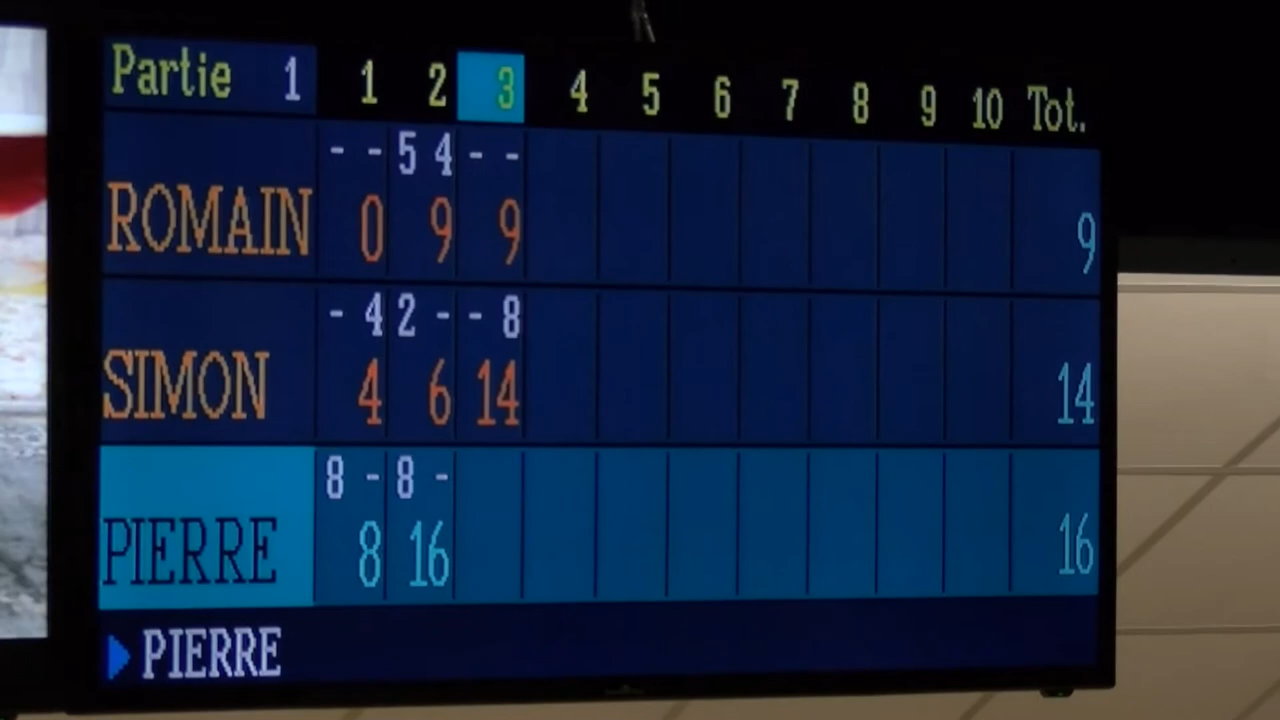 Partie 1 1 2 3 4 5 6 7 8 9 10 Tot.
- - 5 4 - -
ROMAIN 0 9 9 9
- 4 2 - - 8
SIMON 4 6 14 14
8 - 8 -
PIERRE 8 16 16
PIERRE